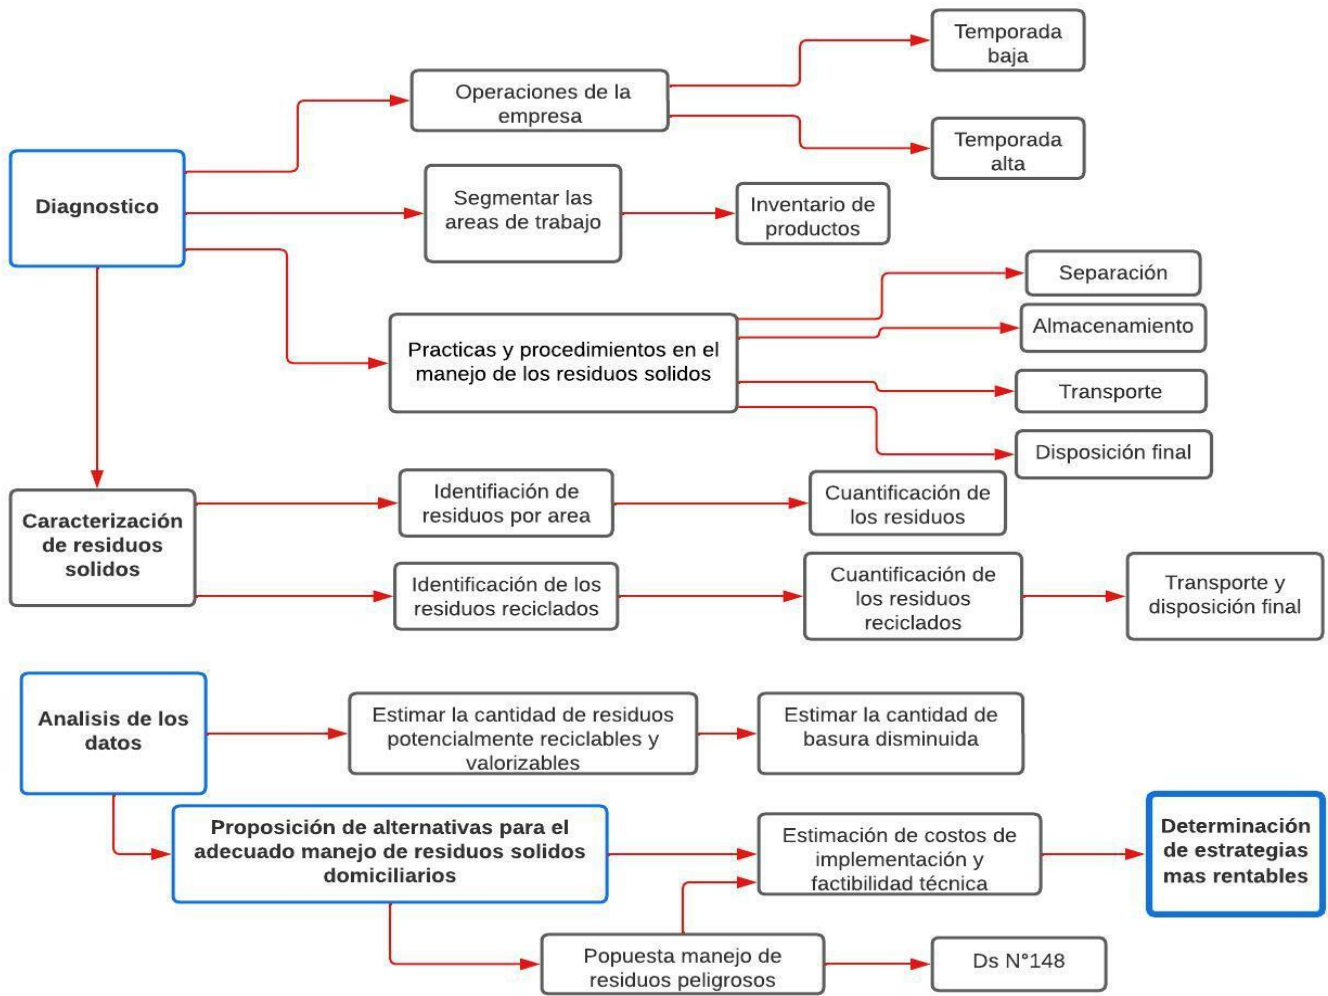 Temporada
baja
Operaciones de la
empresa
Temporada
alta
Diagnostico
Segmentar las
areas de trabajo
Inventario de
productos
Separación
Almacenamiento
Practicas y procedimientos en el
manejo de los residuos solidos
Transporte
Disposición final
Caracterización
de residuos
solidos
Identifiación de
residuos por area
Cuantificación de
los residuos
Identificación de los
residuos reciclados
Cuantificación de
los residuos
reciclados
Transporte y
disposición final
Analisis de los
datos
Estimar la cantidad de residuos
potencialmente reciclables y
valorizables
Estimar la cantidad de
basura disminuida
Proposición de alternativas para el
adecuado manejo de residuos solidos
domiciliarios
Estimación de costos de
implementación y
factibilidad técnica
Determinación
de estrategias
mas rentables
Popuesta manejo de
residuos peligrosos
Ds N°148